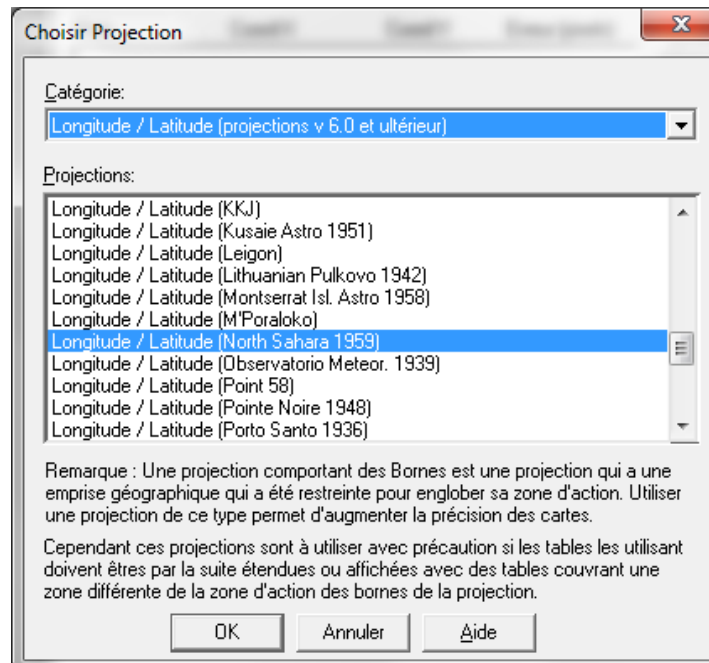 Choisir Projection
Catégorie:
Longitude / Latitude (projections v 6.0 et ultérieur)
Projections:
Longitude / Latitude (KKJ)
Longitude / Latitude (Kusaie Astro 1951)
Longitude / Latitude (Leigon)
Longitude / Latitude (Lithuanian Pulkovo 1942)
Longitude / Latitude (Montserrat Isl. Astro 1958)
Longitude / Latitude (M'Poraloko)
Longitude / Latitude (North Sahara 1959)
Longitude / Latitude (Observatorio Meteor. 1939)
Longitude / Latitude (Point 58)
Longitude / Latitude (Pointe Noire 1948)
Longitude / Latitude (Porto Santo 1936)
Remarque : Une projection comportant des Bornes est une projection qui a une
emprise géographique qui a été restreinte pour englober sa zone d'action. Utiliser
une projection de ce type permet d'augmenter la précision des cartes.
Cependant ces projections sont à utiliser avec précaution si les tables les utilisant
doivent êtres par la suite étendues ou affichées avec des tables couvrant une
zone différente de la zone d'action des bornes de la projection.
OK
Annuler
Aide